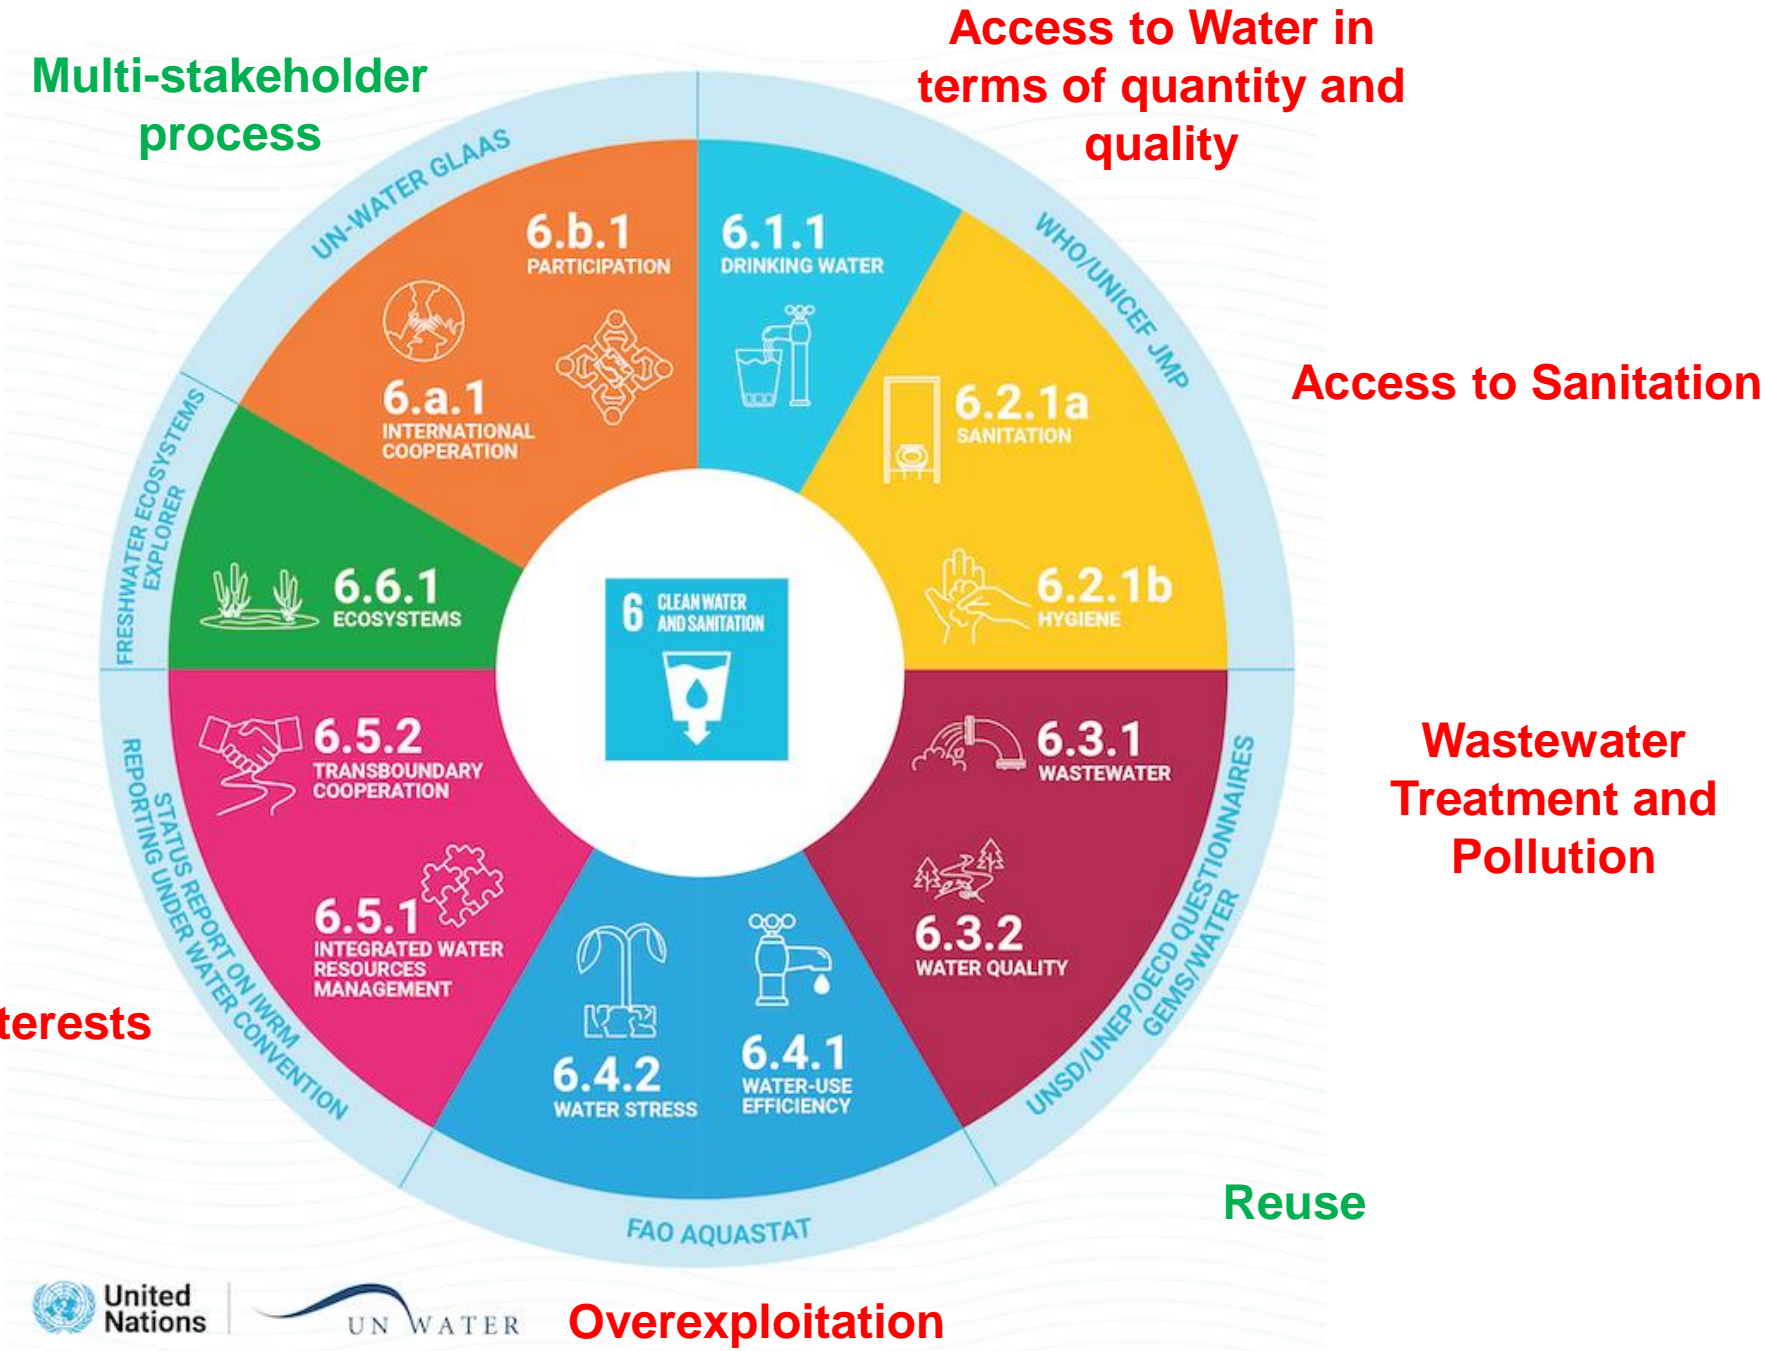 Multi-stakeholder
process
Access to Water in
terms of quantity and
quality
UN-WATER GLAAS
WHO/UNICEF JMP
6.b.1
PARTICIPATION
6.1.1
DRINKING WATER
6.a.1
INTERNATIONAL
COOPERATION
6.2.1a
SANITATION
Access to Sanitation
FRESHWATER ECOSYSTEMS
EXPLORER
6.6.1
ECOSYSTEMS
6 CLEAN WATER
AND SANITATION
6.2.1b
HYGIENE
6.5.2
TRANSBOUNDARY
COOPERATION
6.3.1
WASTEWATER
Wastewater
Treatment and
Pollution
6.5.1
INTEGRATED WATER
RESOURCES
MANAGEMENT
6.3.2
WATER QUALITY
STATUS REPORT ON IWRM
REPORTING UNDER WATER CONVENTION
UNSD/UNEP/OECD QUESTIONNAIRES
GEMS/WATER
terests
6.4.2
WATER STRESS
6.4.1
WATER-USE
EFFICIENCY
Reuse
FAO AQUASTAT
United
Nations
UN WATER
Overexploitation